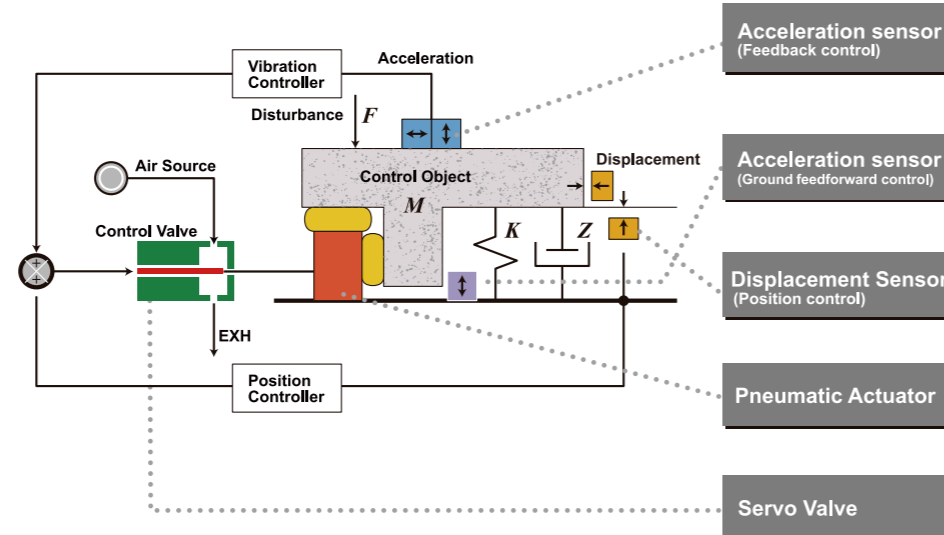 Acceleration sensor
(Feedback control)
Vibration
Controller
Acceleration
Disturbance F
Air Source
Displacement
Acceleration sensor
(Ground feedforward control)
Control Object
M
Control Valve
K
Z
+
+
Displacement Sensor
(Position control)
EXH
Position
Controller
Pneumatic Actuator
Servo Valve